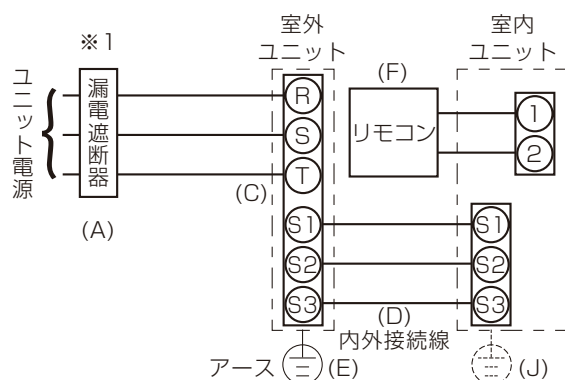 ※1
室外
ユニット
室内
ユニット
ユニット電源
漏電遮断器
(A)
R
S
T
(C)
(F)
リモコン
1
2
S1
S2
S3
S1
S2
S3
(D)
内外接続線
アース
(E)
(J)